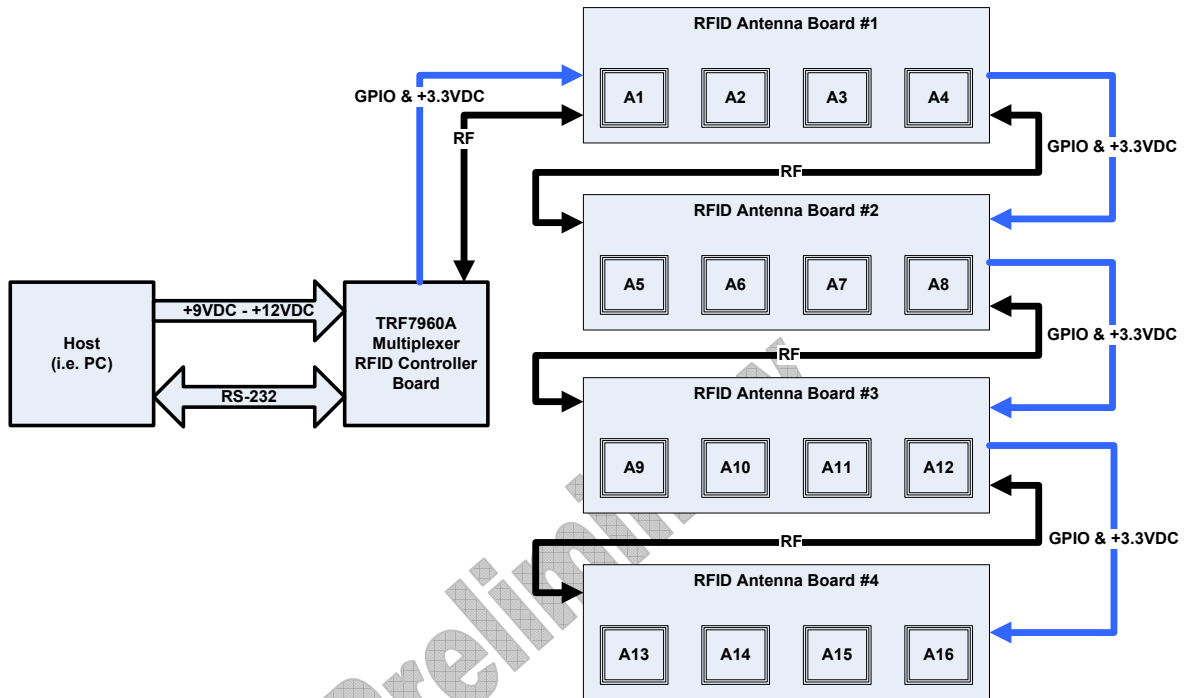 RFID Antenna Board #1
A1 A2 A3 A4
GPIO & +3.3VDC
RF
GPIO & +3.3VDC
RF
RFID Antenna Board #2
A5 A6 A7 A8
Host
(i.e. PC)
+9VDC - +12VDC
RS-232
TRF7960A
Multiplexer
RFID Controller
Board
GPIO & +3.3VDC
RF
RFID Antenna Board #3
A9 A10 A11 A12
GPIO & +3.3VDC
RF
RFID Antenna Board #4
A13 A14 A15 A16
Preliminary